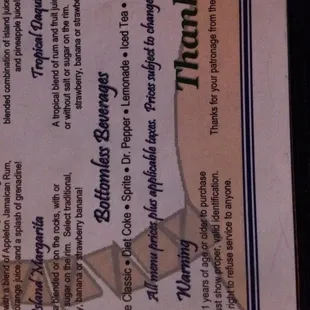 blended combination of island juice
and pineapple juice!
Tropical Daqu
A tropical blend of rum and fruit juic
or without salt or sugar on the rim.
strawberry, banana or strawberry
with a blend of Appleton Jamaican Rum,
orange juice and a splash of grenadine!
Island Margarita
blended or on the rocks, with or
sugar on the rim. Select traditional,
banana or strawberry banana!
Bottomless Beverages
Classic • Diet Coke • Sprite • Dr. Pepper • Lemonade • Iced Tea •
All menu prices plus applicable taxes. Prices subject to change
Warning
1 years of age or older to purchase
ust show proper, valid identification.
right to refuse service to anyone.
Thank
Thanks for your patronage from the